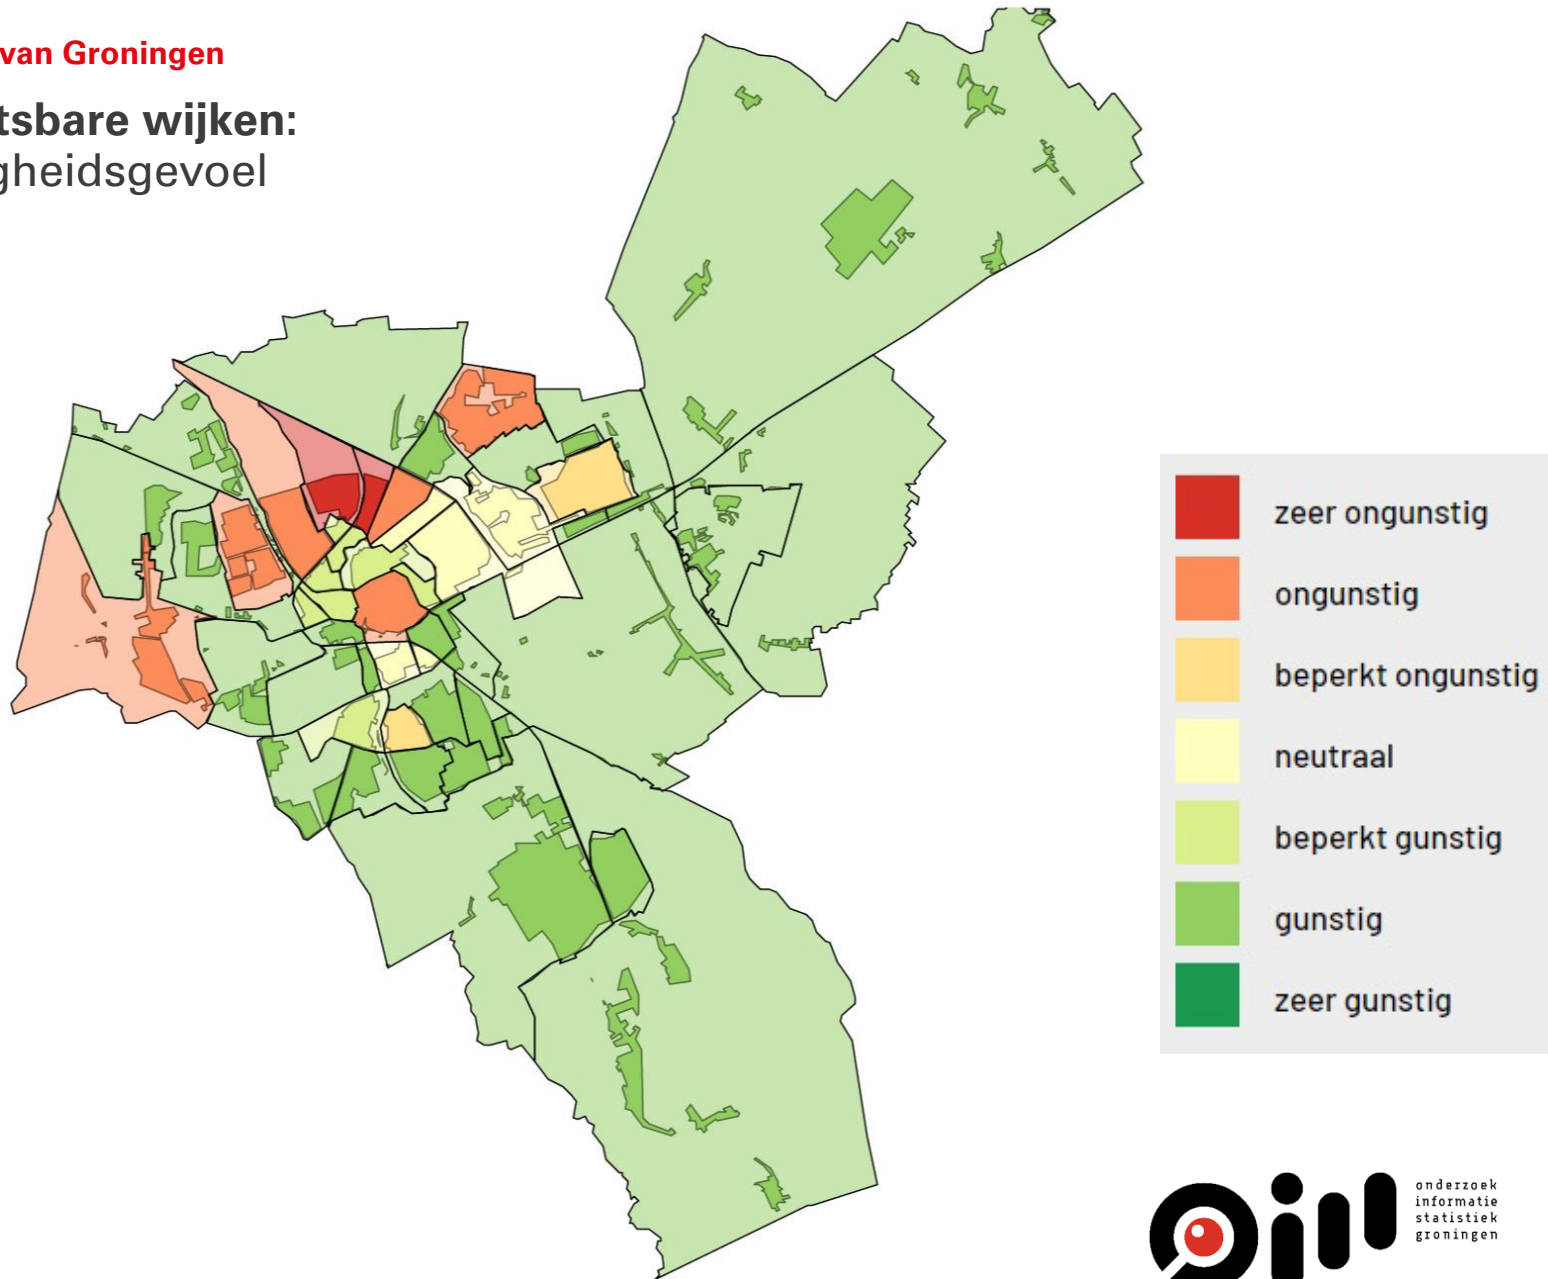 van Groningen
tsbare wijken:
gheidsgevoel
zeer ongunstig
ongunstig
beperkt ongunstig
neutraal
beperkt gunstig
gunstig
zeer gunstig
onderzoek
informatie
statistiek
groningen